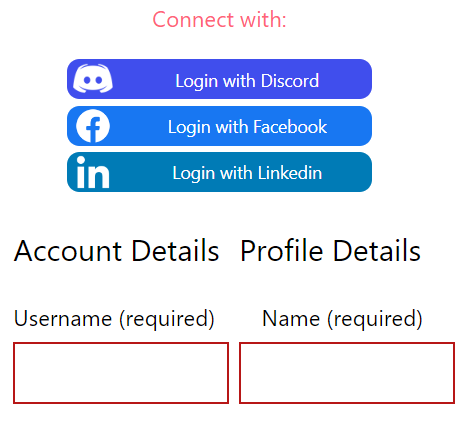 Connect with:
Login with Discord
Login with Facebook
in Login with Linkedin
Account Details Profile Details
Username (required) Name (required)